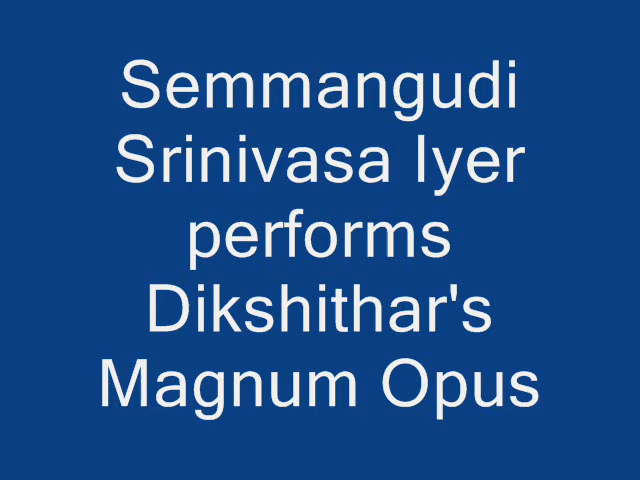 Semmangudi
Srinivasa Iyer
performs
Dikshithar's
Magnum Opus